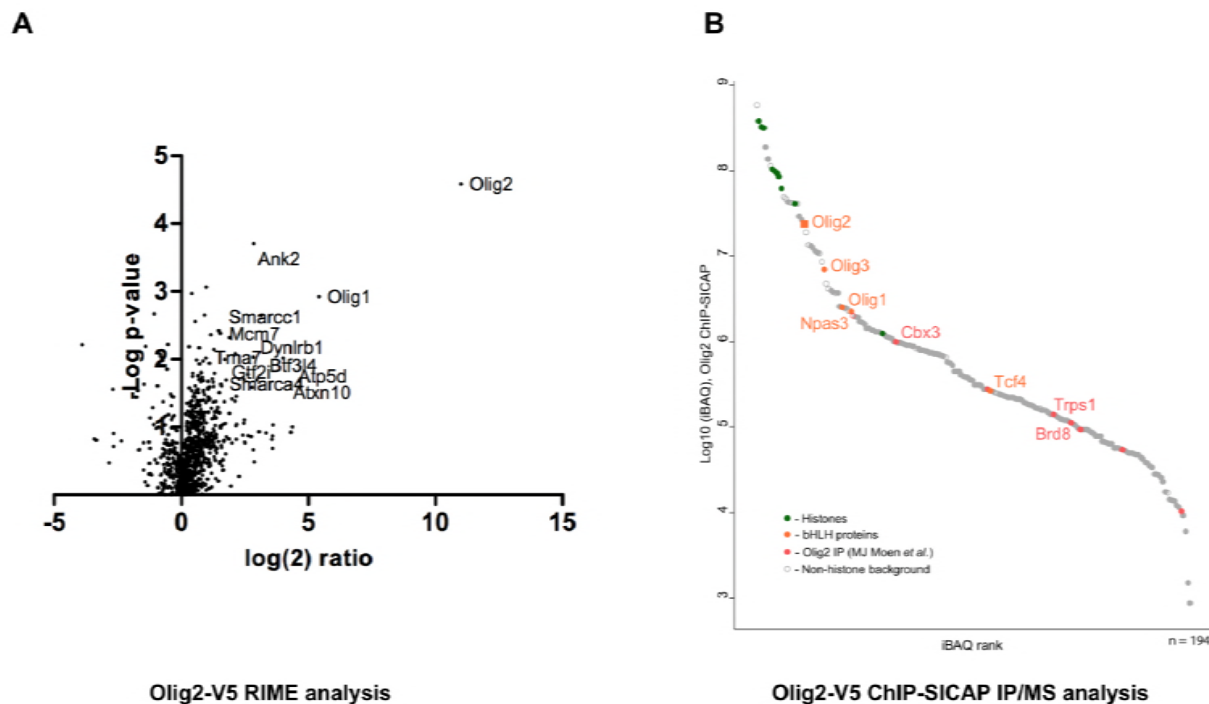 A
B
5
4
3
2
1
-Log p-value
Olig2
Ank2
Olig1
Smarcc1
Mcm7
Dynlrb1
Tma7
Btf3l4
Gtf2i
Atp5d
Smarca4
Atxn10
-5
0
5
10
15
log(2) ratio
Olig2-V5 RIME analysis
9
8
7
6
5
4
3
Log10 (iBAQ), Olig2 ChIP-SICAP
Olig2
Olig3
Olig1
Npas3
Cbx3
Tcf4
Trps1
Brd8
- Histones
- bHLH proteins
- Olig2 IP (MJ Moen et al.)
- Non-histone background
iBAQ rank
n = 194
Olig2-V5 ChIP-SICAP IP/MS analysis